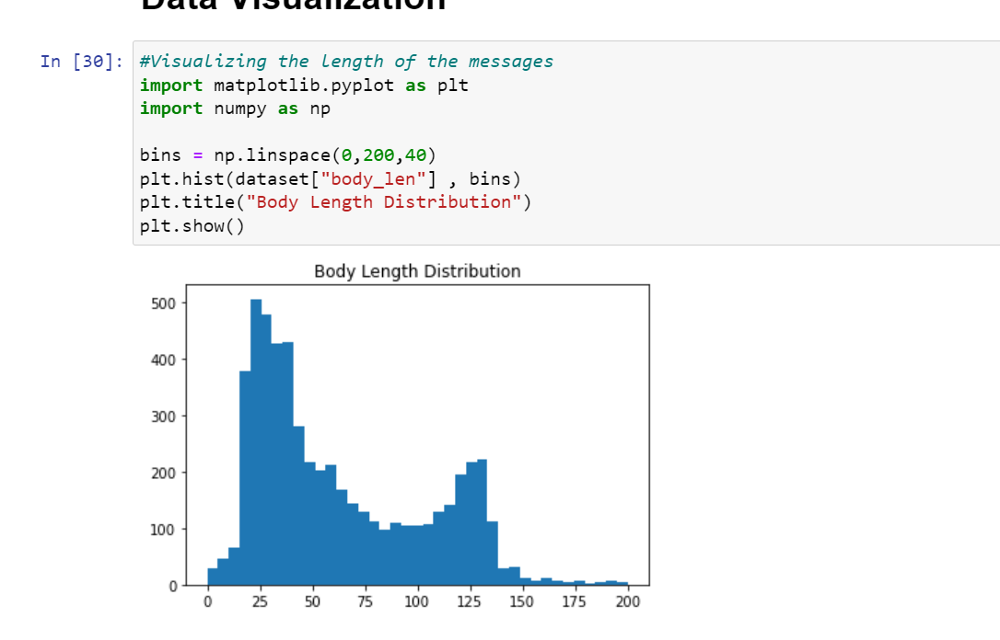 Data Visualization
In [30]:
#Visualizing the length of the messages
import matplotlib.pyplot as plt
import numpy as np
bins = np.linspace(0,200,40)
plt.hist(dataset["body_len"] , bins)
plt.title("Body Length Distribution")
plt.show()
Body Length Distribution
500
400
300
200
100
0
0 25 50 75 100 125 150 175 200